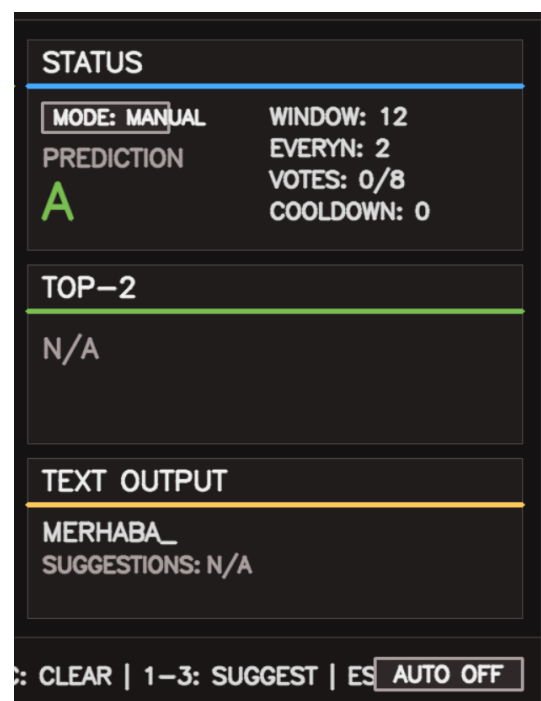 STATUS
MODE: MANUAL
PREDICTION
A
WINDOW: 12
EVERYN: 2
VOTES: 0/8
COOLDOWN: 0
TOP-2
N/A
TEXT OUTPUT
MERHABA_
SUGGESTIONS: N/A
: CLEAR | 1-3: SUGGEST | ES AUTO OFF